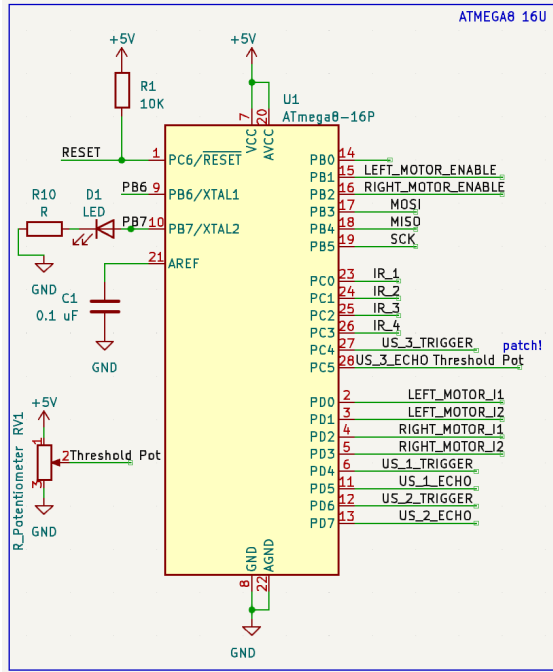 ATMEGA8 16U
+5V
+5V
R1
10K
U1
ATmega8-16P
7
20
VCC
AVCC
RESET
1
PC6/RESET
PB0
14
PB1
15
LEFT_MOTOR_ENABLE
R10
R
D1
LED
PB6
9
PB6/XTAL1
PB2
16
RIGHT_MOTOR_ENABLE
PB3
17
MOSI
PB7
10
PB7/XTAL2
PB4
18
MISO
PB5
19
SCK
21
AREF
GND
PC0
23
IR_1
C1
0.1 uF
PC1
24
IR_2
PC2
25
IR_3
PC3
26
IR_4
GND
PC4
27
US_3_TRIGGER
patch!
PC5
28
US_3_ECHO Threshold Pot
+5V
R_Potentiometer RV1
1
2
3
Threshold Pot
GND
PD0
2
LEFT_MOTOR_I1
PD1
3
LEFT_MOTOR_I2
PD2
4
RIGHT_MOTOR_I1
PD3
5
RIGHT_MOTOR_I2
PD4
6
US_1_TRIGGER
PD5
11
US_1_ECHO
PD6
12
US_2_TRIGGER
PD7
13
US_2_ECHO
GND
AGND
8
22
GND